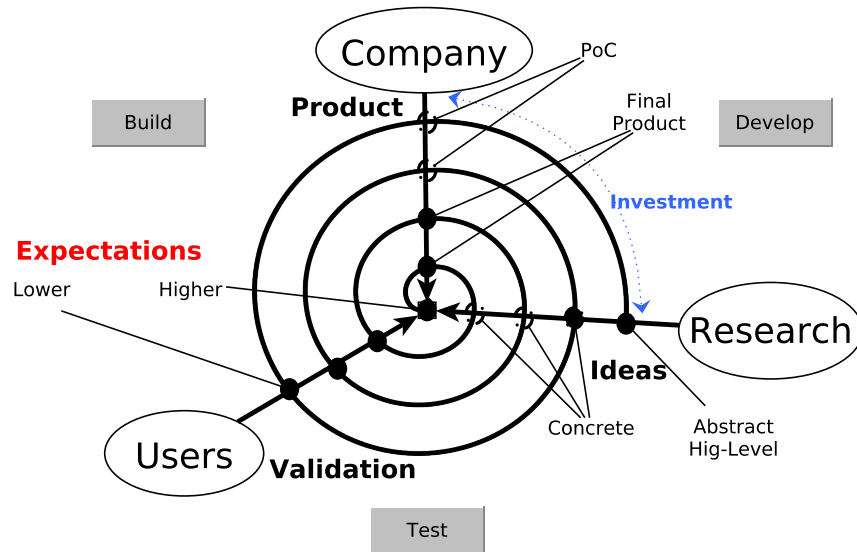 Company
PoC
Product
Final
Product
Build
Develop
Investment
Expectations
Lower
Higher
Research
Ideas
Concrete
Abstract
Hig-Level
Users
Validation
Test